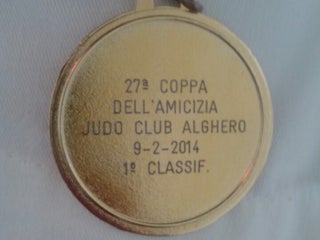 27ª COPPA
DELL'AMICIZIA
JUDO CLUB ALGHERO
9-2-2014
1º CLASSIF.